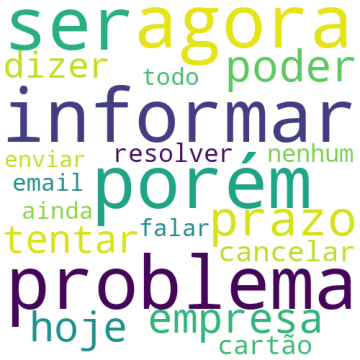 ser agora
dizer poder
todo
informar
resolver nenhum
enviar porém
email
ainda prazo
falar
tentar cancelar
problema
hoje empresa
cartão